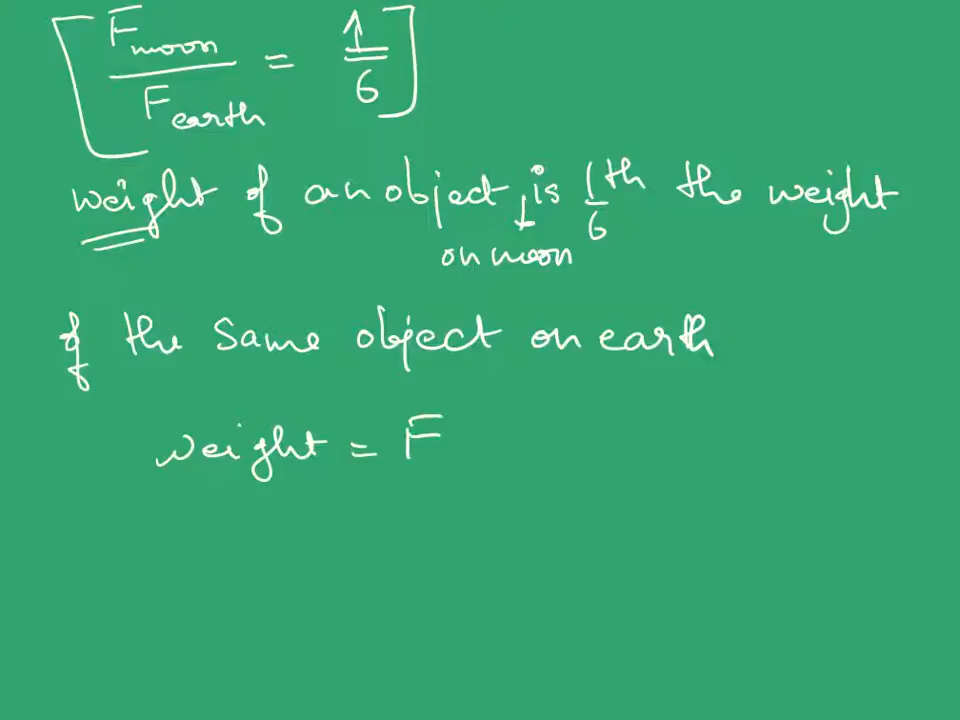 F moon / F earth = 1/6
weight of an object is 1/6 th the weight
on moon
of the same object on earth
weight = F